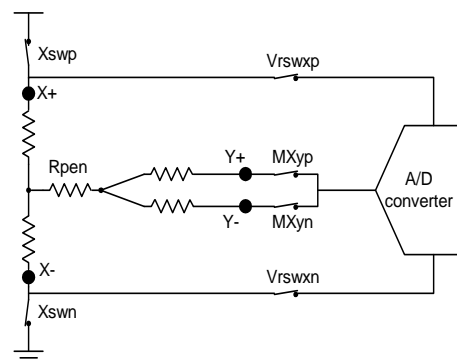 Xswp
Vrswxp
X+
Rpen
Y+
MXyp
A/D
converter
Y-
MXyn
X-
Vrswxn
Xswn